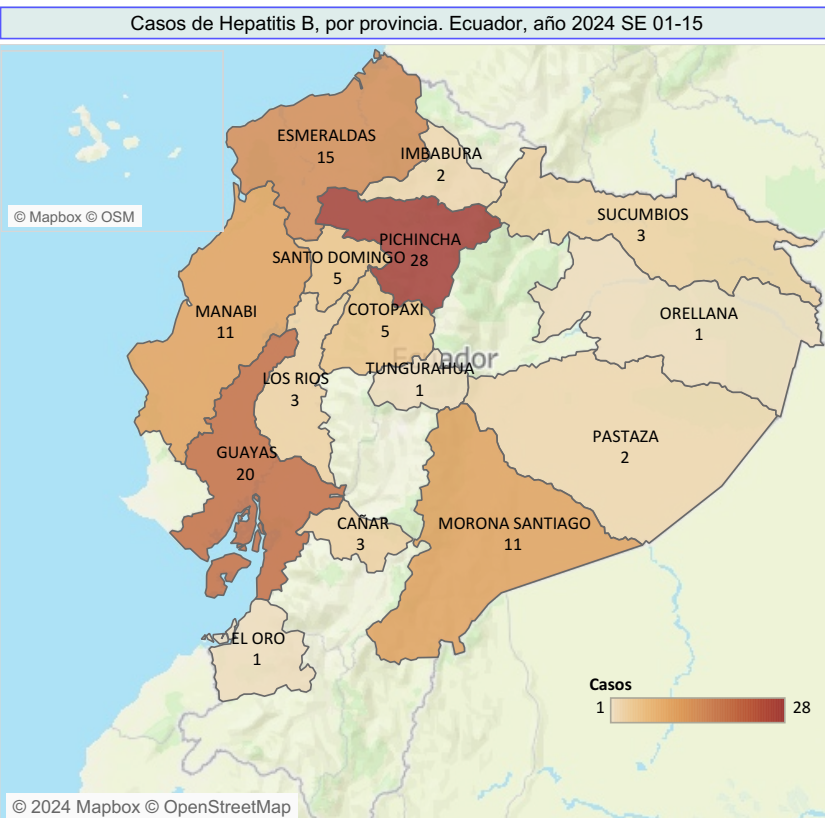 Casos de Hepatitis B, por provincia. Ecuador, año 2024 SE 01-15
ESMERALDAS
15
IMBABURA
2
© Mapbox © OSM
SUCUMBIOS
3
PICHINCHA
28
SANTO DOMINGO
5
MANABI
11
COTOPAXI
5
ORELLANA
1
Ecuador
TUNGURAHUA
1
LOS RIOS
3
PASTAZA
2
GUAYAS
20
CAÑAR
3
MORONA SANTIAGO
11
EL ORO
1
Casos
1 28
© 2024 Mapbox © OpenStreetMap